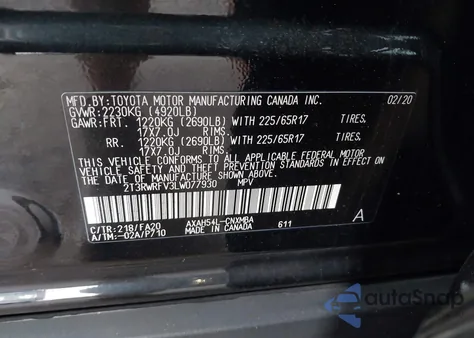 MFD.BY:TOYOTA MOTOR MANUFACTURING CANADA INC. 02/20
GVWR:2230KG (4920LB)
GAWR:FRT. 1220KG (2690LB) WITH 225/65R17 TIRES.
17X7.0J RIMS.
RR. 1220KG (2690LB) WITH 225/65R17 TIRES.
17X7.0J RIMS.
THIS VEHICLE CONFORMS TO ALL APPLICABLE FEDERAL MOTOR
VEHICLE SAFETY AND THEFT PREVENTION STANDARDS IN
EFFECT ON THE DATE OF MANUFACTURE SHOWN ABOVE.
2T3RWRFV3LW077930 MPV
C/TR:218/FA20 AXAH54L-CNXMBA
A/TM:-02A/P710 MADE IN CANADA 611 A
autoSnap